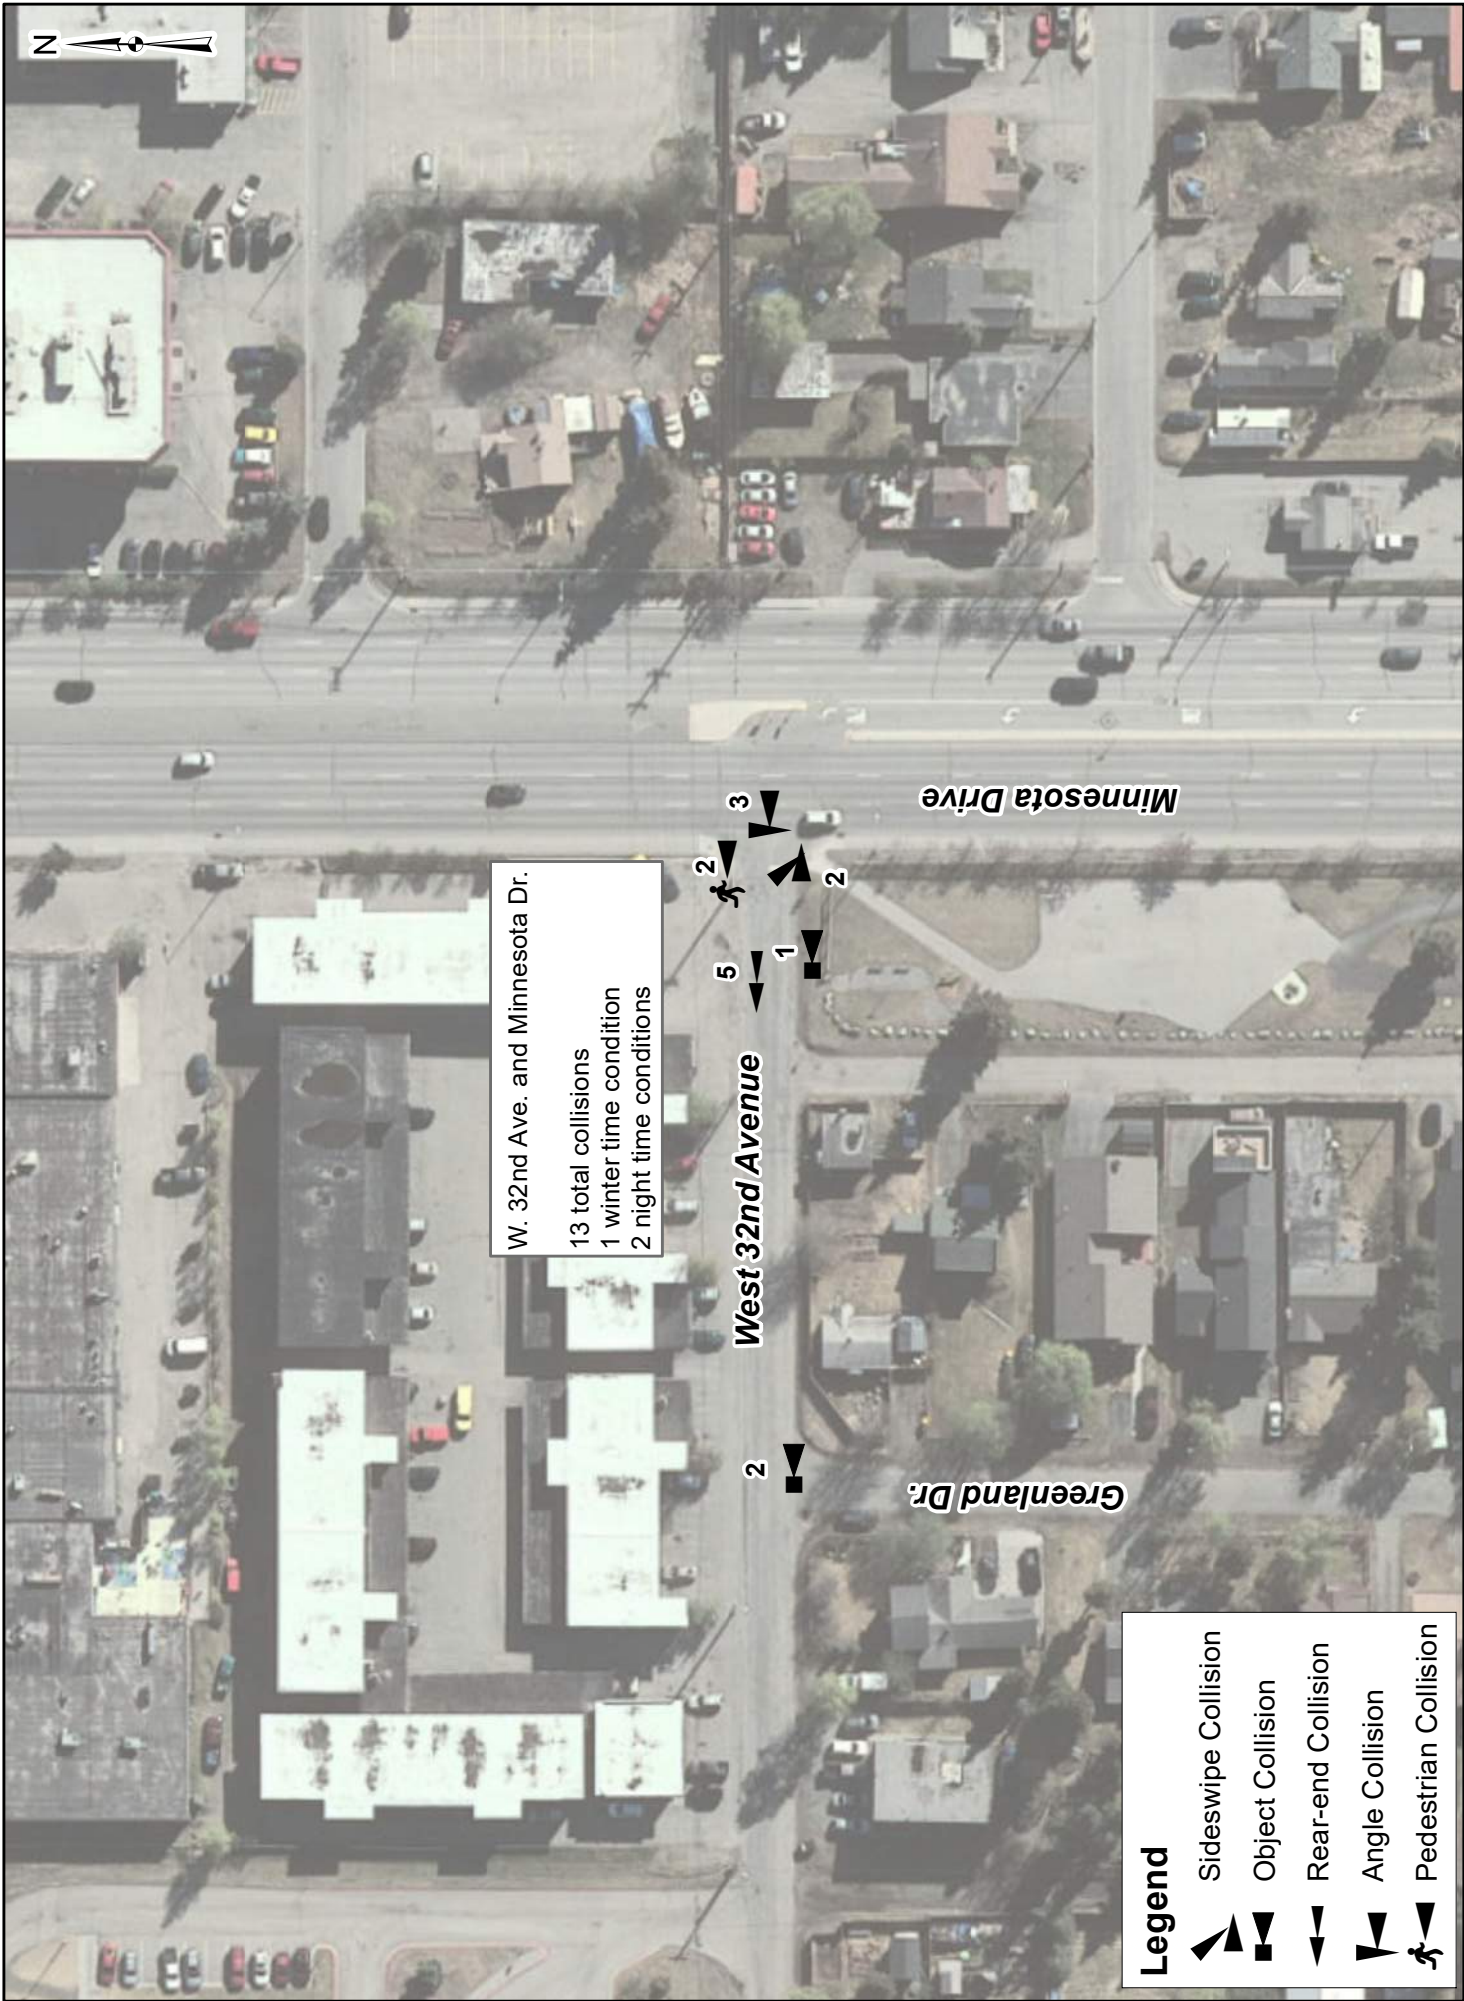 N
W. 32nd Ave. and Minnesota Dr.
13 total collisions
1 winter time condition
2 night time conditions
2
3
2
5
1
2
West 32nd Avenue
Minnesota Drive
Greenland Dr.
Legend
Sideswipe Collision
Object Collision
Rear-end Collision
Angle Collision
Pedestrian Collision